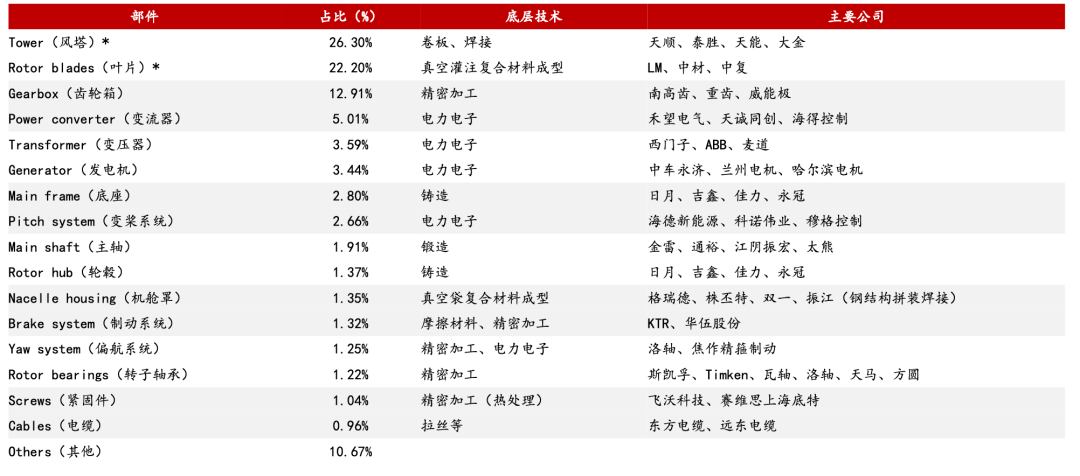 部件 占比（%） 底层技术 主要公司
Tower（风塔）* 26.30% 卷板、焊接 天顺、泰胜、天能、大金
Rotor blades（叶片）* 22.20% 真空灌注复合材料成型 LM、中材、中复
Gearbox（齿轮箱） 12.91% 精密加工 南高齿、重齿、威能极
Power converter（变流器） 5.01% 电力电子 禾望电气、天诚同创、海得控制
Transformer（变压器） 3.59% 电力电子 西门子、ABB、麦道
Generator（发电机） 3.44% 电力电子 中车永济、兰州电机、哈尔滨电机
Main frame（底座） 2.80% 铸造 日月、吉鑫、佳力、永冠
Pitch system（变桨系统） 2.66% 电力电子 海德新能源、科诺伟业、穆格控制
Main shaft（主轴） 1.91% 锻造 金雷、通裕、江阴振宏、太熊
Rotor hub（轮毂） 1.37% 铸造 日月、吉鑫、佳力、永冠
Nacelle housing（机舱罩） 1.35% 真空袋复合材料成型 格瑞德、株丕特、双一、振江（钢结构拼装焊接）
Brake system（制动系统） 1.32% 摩擦材料、精密加工 KTR、华伍股份
Yaw system（偏航系统） 1.25% 精密加工、电力电子 洛轴、焦作精箍制动
Rotor bearings（转子轴承） 1.22% 精密加工 斯凯孚、Timken、瓦轴、洛轴、天马、方圆
Screws（紧固件） 1.04% 精密加工（热处理） 飞沃科技、赛维思上海底特
Cables（电缆） 0.96% 拉丝等 东方电缆、远东电缆
Others（其他） 10.67%